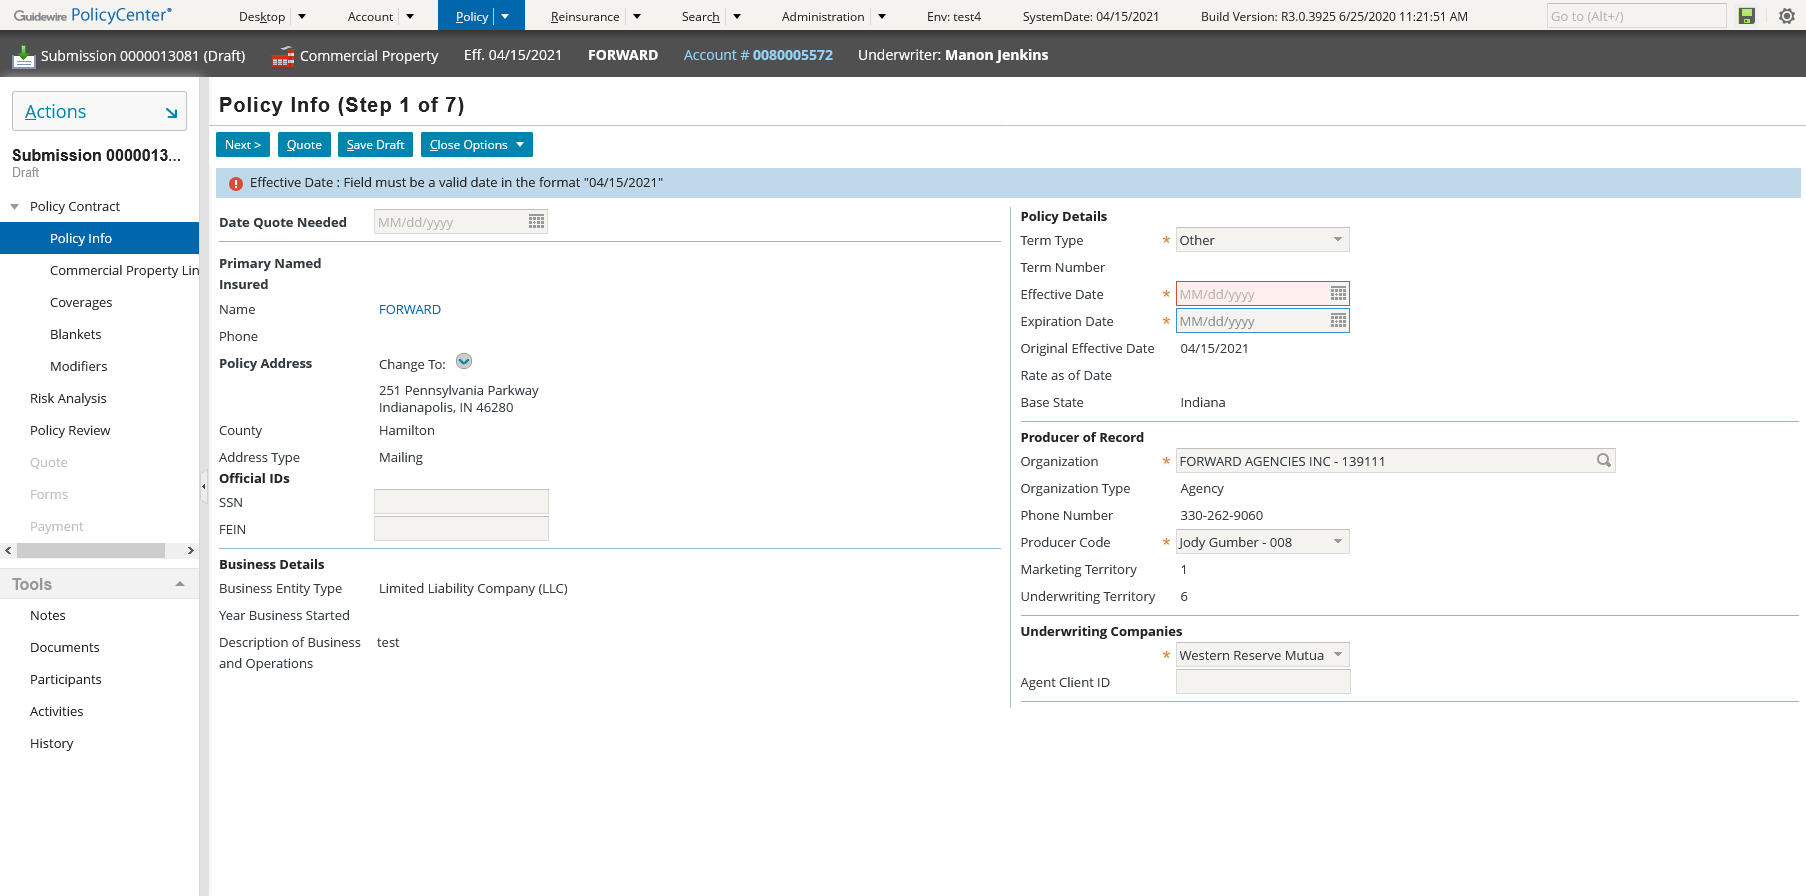 Guidewire PolicyCenter® Desktop Account Policy Reinsurance Search Administration Env: test4 SystemDate: 04/15/2021 Build Version: R3.0.3925 6/25/2020 11:21:51 AM Go to (Alt+/)
Submission 0000013081 (Draft) Commercial Property Eff. 04/15/2021 FORWARD Account # 0080005572 Underwriter: Manon Jenkins
Actions
Submission 0000013...
Draft
Policy Contract
Policy Info
Commercial Property Lin
Coverages
Blankets
Modifiers
Risk Analysis
Policy Review
Quote
Forms
Payment
Tools
Notes
Documents
Participants
Activities
History
Policy Info (Step 1 of 7)
Next > Quote Save Draft Close Options
Effective Date : Field must be a valid date in the format "04/15/2021"
Date Quote Needed MM/dd/yyyy
Primary Named
Insured
Name FORWARD
Phone
Policy Address Change To:
251 Pennsylvania Parkway
Indianapolis, IN 46280
County Hamilton
Address Type Mailing
Official IDs
SSN
FEIN
Business Details
Business Entity Type Limited Liability Company (LLC)
Year Business Started
Description of Business test
and Operations
Policy Details
Term Type * Other
Term Number
Effective Date * MM/dd/yyyy
Expiration Date * MM/dd/yyyy
Original Effective Date 04/15/2021
Rate as of Date
Base State Indiana
Producer of Record
Organization * FORWARD AGENCIES INC - 139111
Organization Type Agency
Phone Number 330-262-9060
Producer Code * Jody Gumber - 008
Marketing Territory 1
Underwriting Territory 6
Underwriting Companies
* Western Reserve Mutua
Agent Client ID